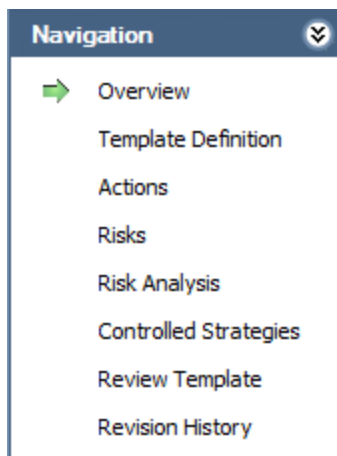 Navigation
Overview
Template Definition
Actions
Risks
Risk Analysis
Controlled Strategies
Review Template
Revision History